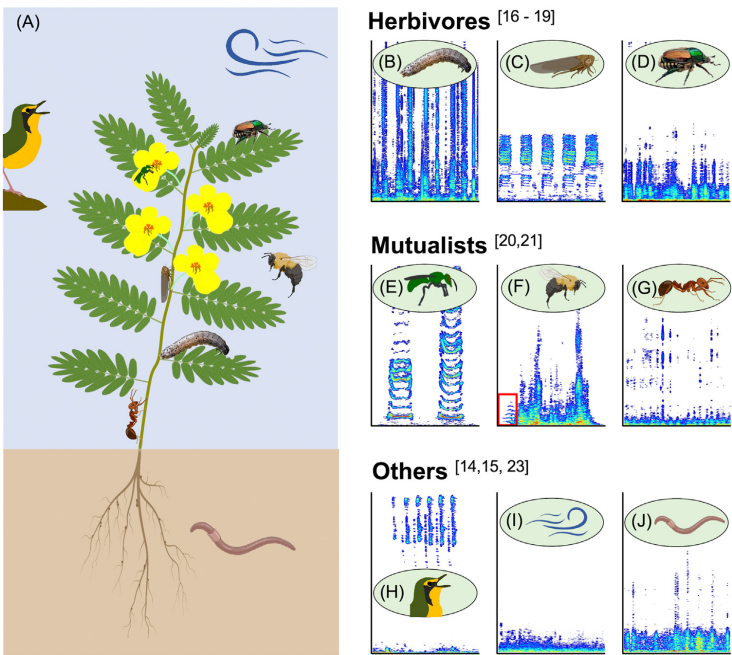 (A)
Herbivores [16 - 19]
(B) (C) (D)
Mutualists [20,21]
(E) (F) (G)
Others [14,15, 23]
(H) (I) (J)